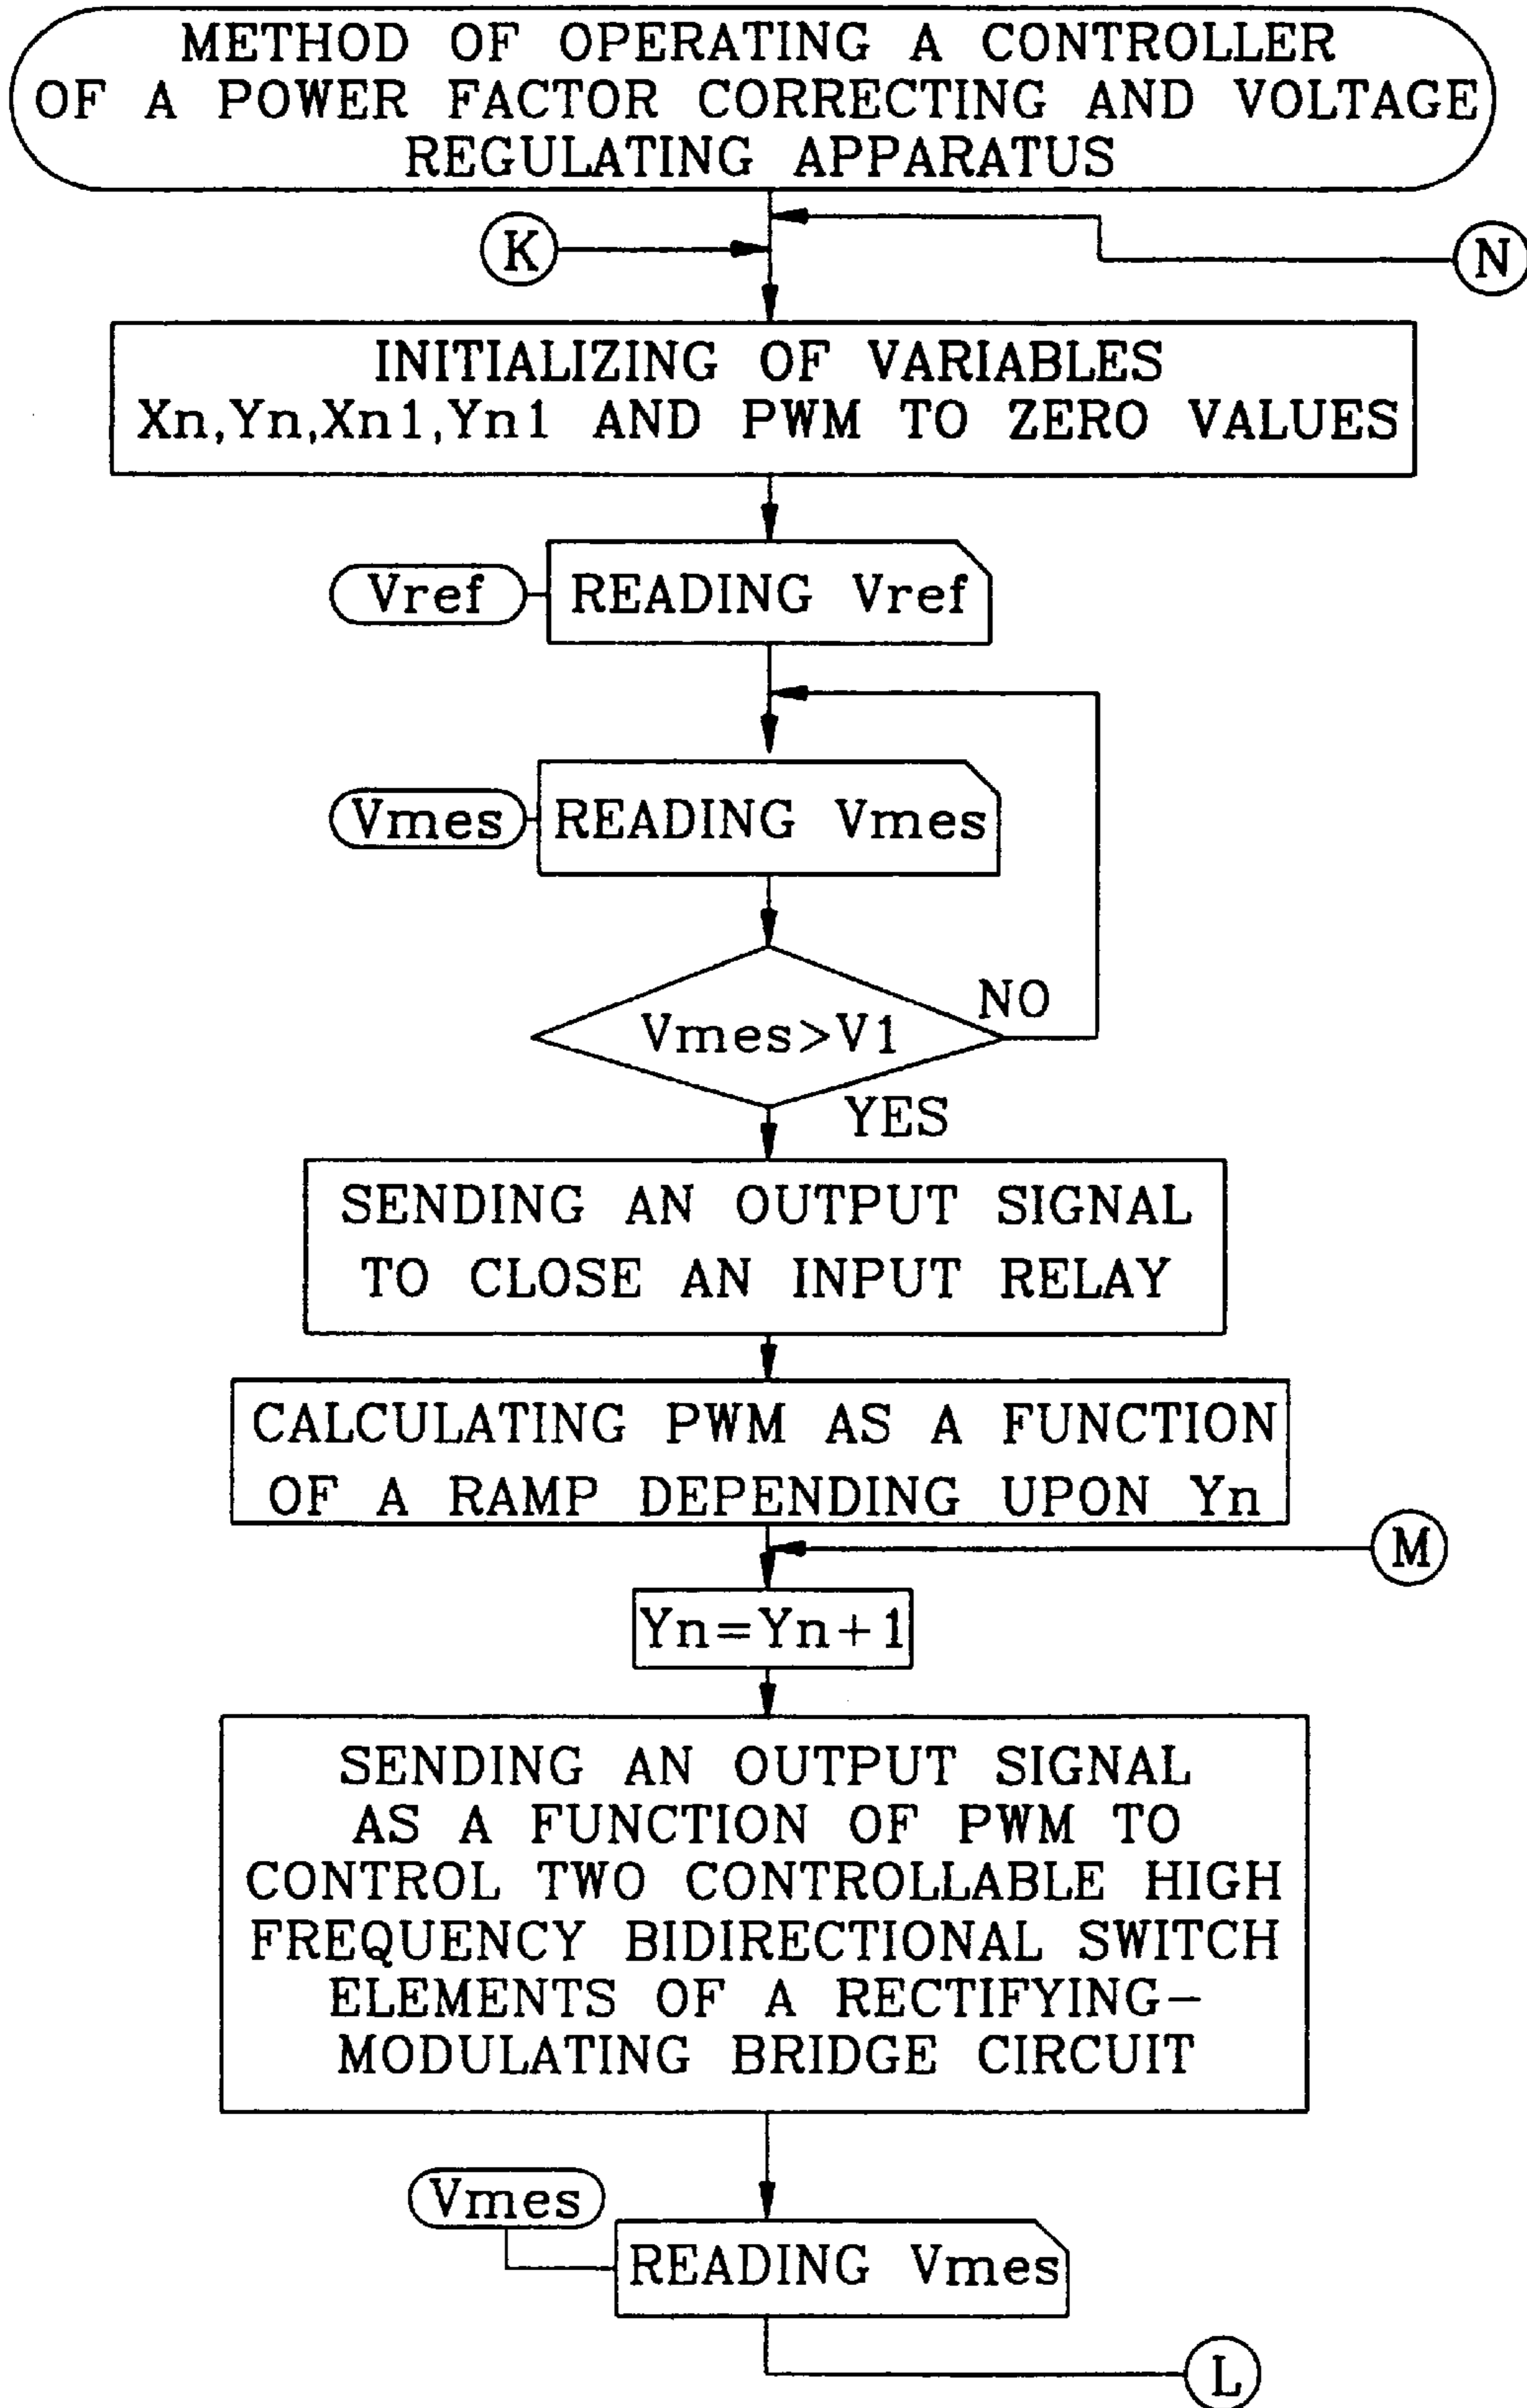 METHOD OF OPERATING A CONTROLLER
OF A POWER FACTOR CORRECTING AND VOLTAGE
REGULATING APPARATUS
K
N
INITIALIZING OF VARIABLES
Xn,Yn,Xn1,Yn1 AND PWM TO ZERO VALUES
Vref
READING Vref
Vmes
READING Vmes
NO
Vmes>V1
YES
SENDING AN OUTPUT SIGNAL
TO CLOSE AN INPUT RELAY
CALCULATING PWM AS A FUNCTION
OF A RAMP DEPENDING UPON Yn
M
Yn=Yn+1
SENDING AN OUTPUT SIGNAL
AS A FUNCTION OF PWM TO
CONTROL TWO CONTROLLABLE HIGH
FREQUENCY BIDIRECTIONAL SWITCH
ELEMENTS OF A RECTIFYING-
MODULATING BRIDGE CIRCUIT
Vmes
READING Vmes
L